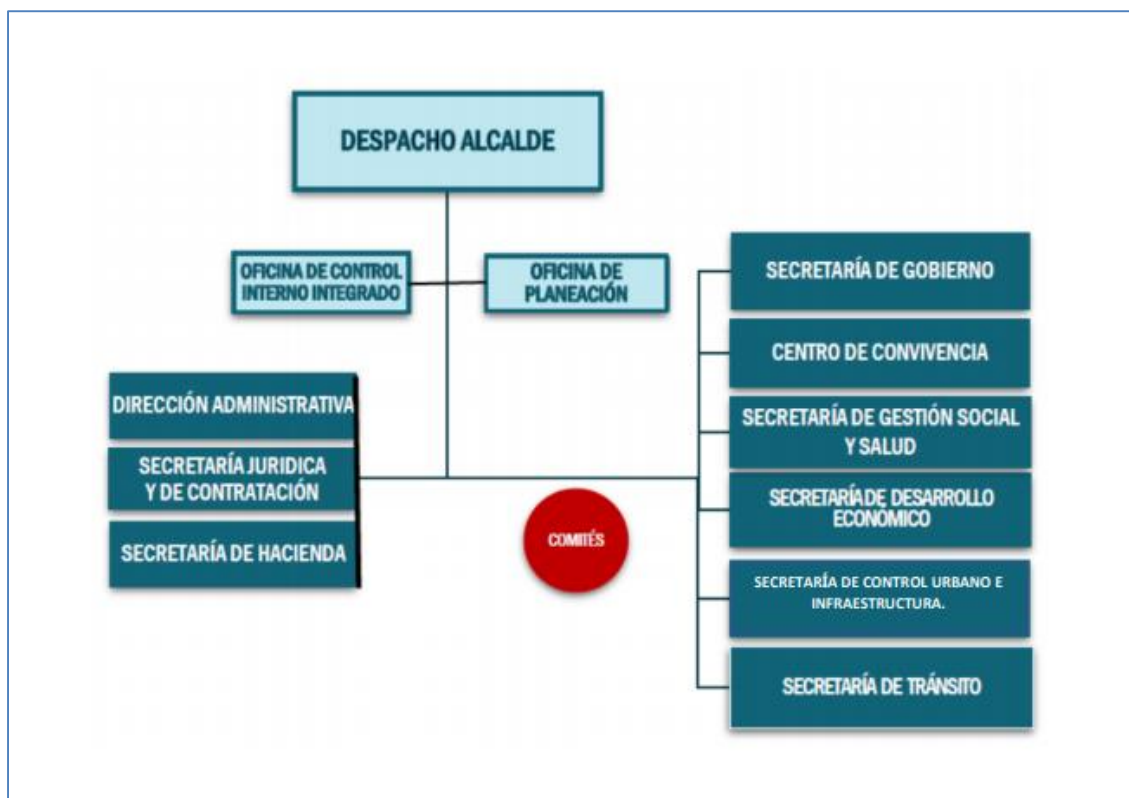 DESPACHO ALCALDE
OFICINA DE CONTROL
INTERNO INTEGRADO
OFICINA DE
PLANEACIÓN
DIRECCIÓN ADMINISTRATIVA
SECRETARÍA JURIDICA
Y DE CONTRATACIÓN
SECRETARÍA DE HACIENDA
COMITÉS
SECRETARÍA DE GOBIERNO
CENTRO DE CONVIVENCIA
SECRETARÍA DE GESTIÓN SOCIAL
Y SALUD
SECRETARÍA DE DESARROLLO
ECONÓMICO
SECRETARÍA DE CONTROL URBANO E
INFRAESTRUCTURA.
SECRETARÍA DE TRÁNSITO